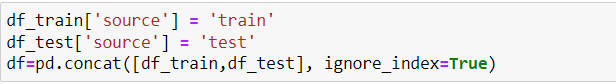 df_train['source'] = 'train'
df_test['source'] = 'test'
df=pd.concat([df_train,df_test], ignore_index=True)